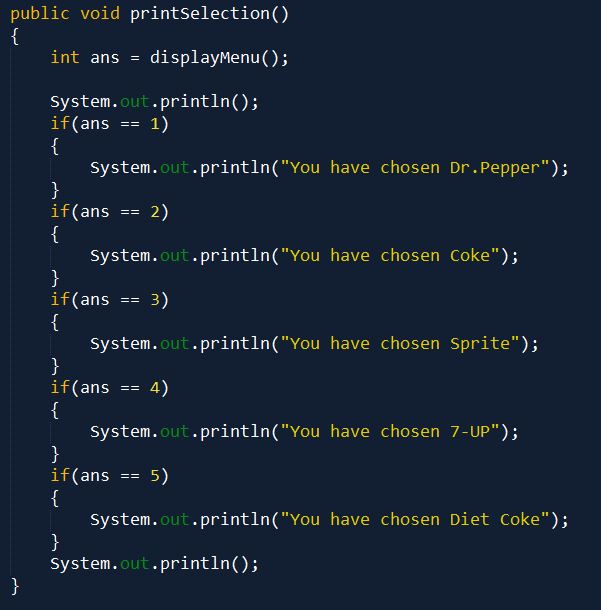 public void printSelection()
{
    int ans = displayMenu();

    System.out.println();
    if(ans == 1)
    {
        System.out.println("You have chosen Dr.Pepper");
    }
    if(ans == 2)
    {
        System.out.println("You have chosen Coke");
    }
    if(ans == 3)
    {
        System.out.println("You have chosen Sprite");
    }
    if(ans == 4)
    {
        System.out.println("You have chosen 7-UP");
    }
    if(ans == 5)
    {
        System.out.println("You have chosen Diet Coke");
    }
    System.out.println();
}